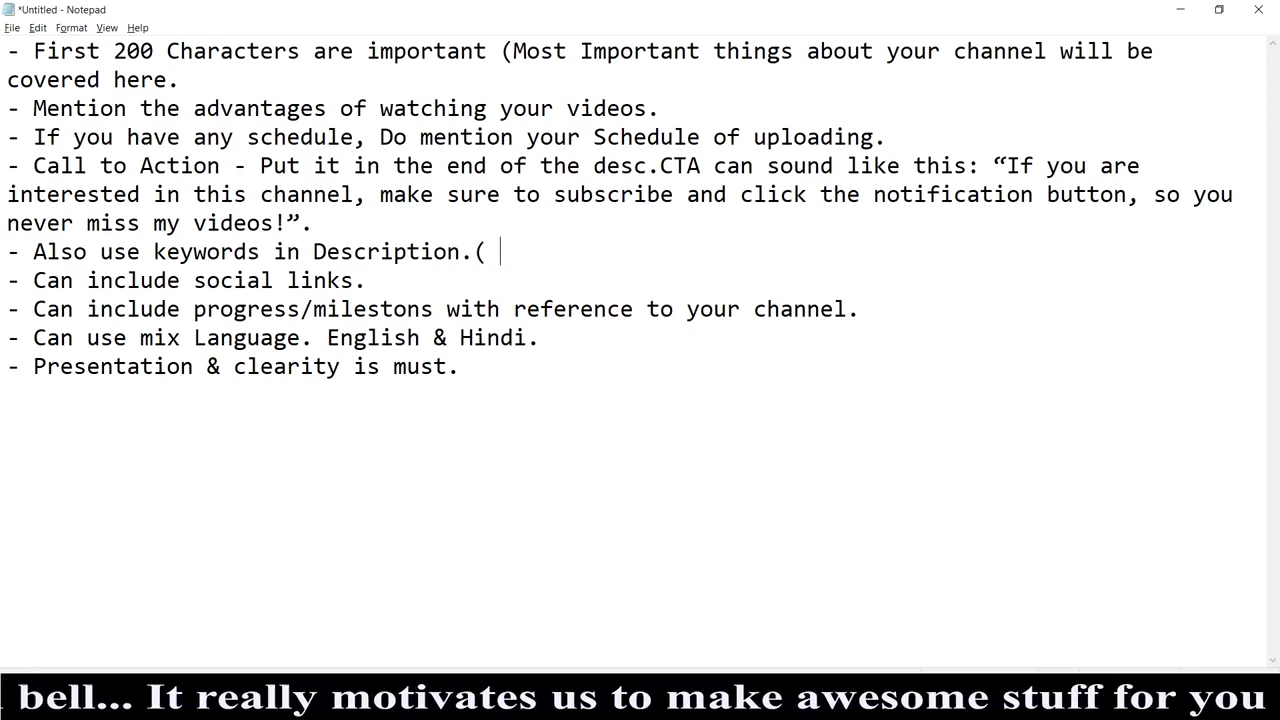 *Untitled - Notepad
File Edit Format View Help
- First 200 Characters are important (Most Important things about your channel will be
covered here.
- Mention the advantages of watching your videos.
- If you have any schedule, Do mention your Schedule of uploading.
- Call to Action - Put it in the end of the desc.CTA can sound like this: “If you are
interested in this channel, make sure to subscribe and click the notification button, so you
never miss my videos!”.
- Also use keywords in Description.(
- Can include social links.
- Can include progress/milestons with reference to your channel.
- Can use mix Language. English & Hindi.
- Presentation & clearity is must.
bell... It really motivates us to make awesome stuff for you